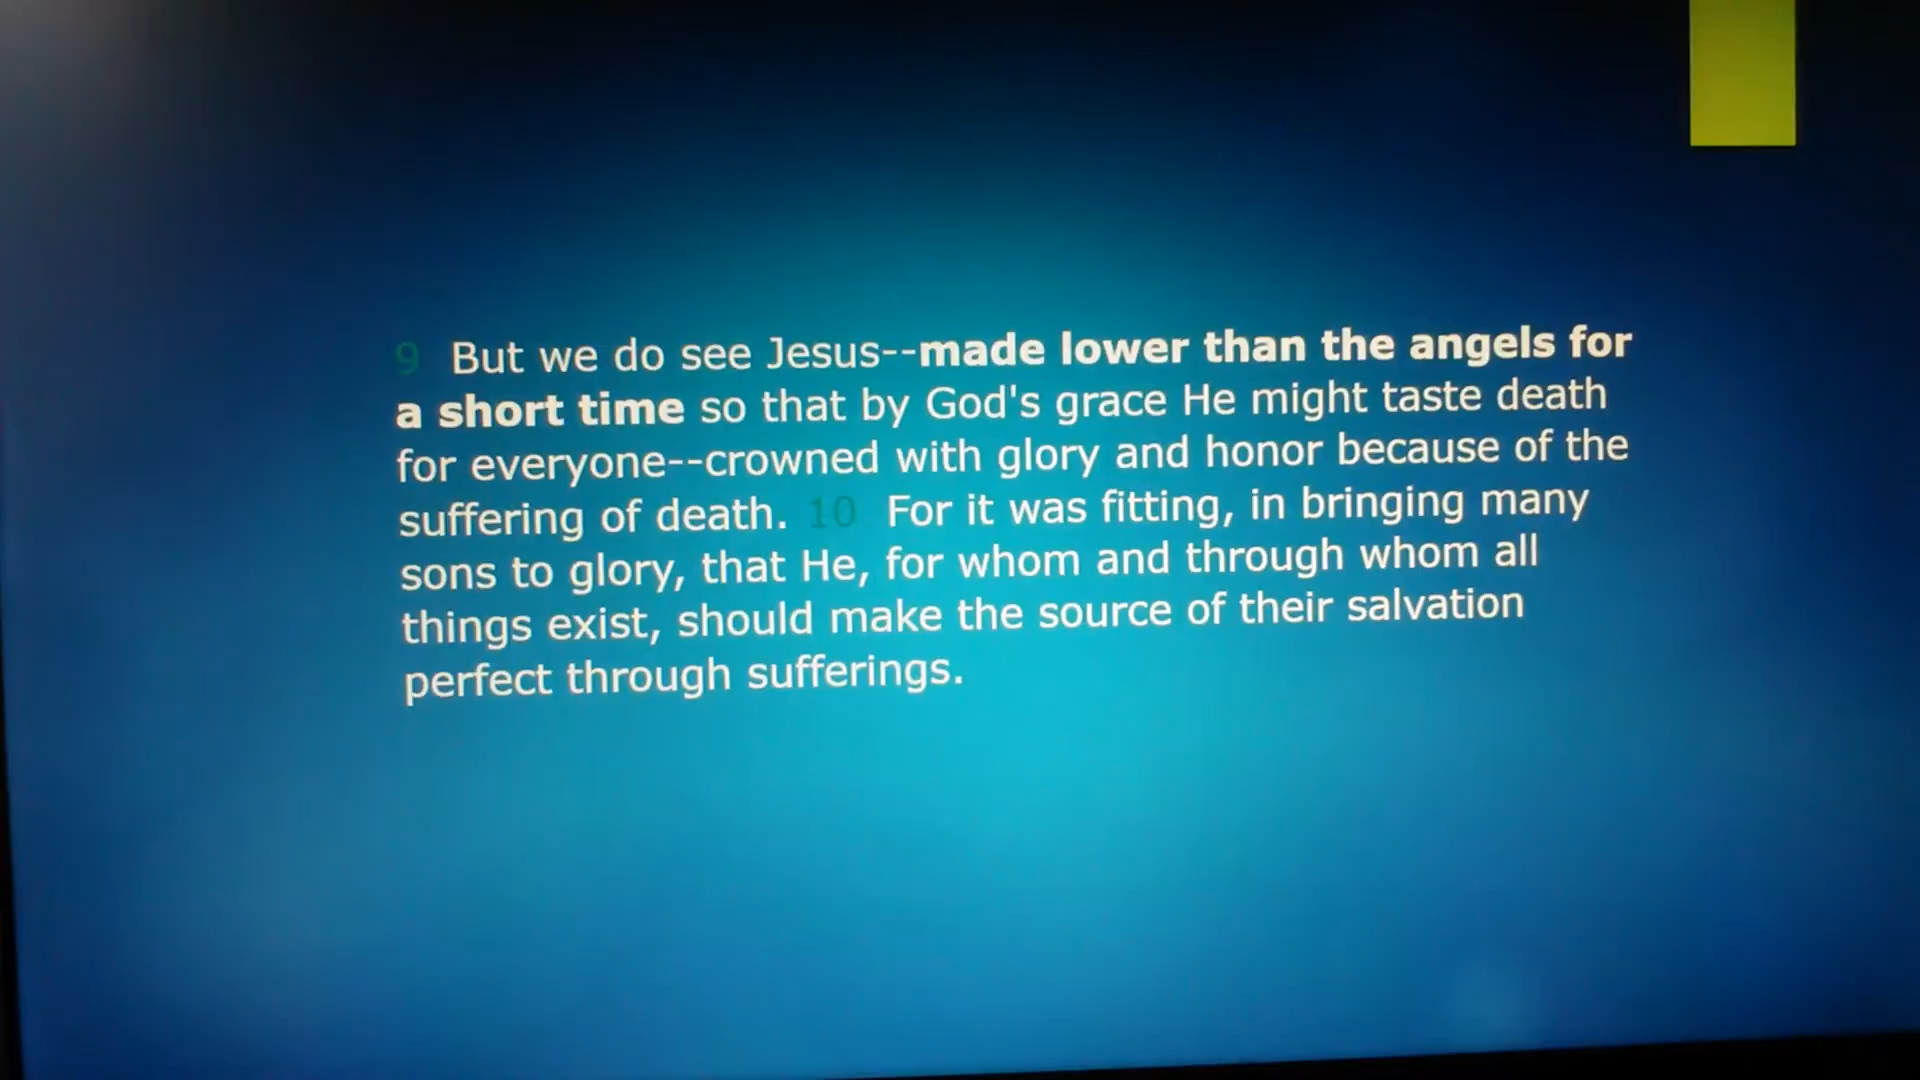 9 But we do see Jesus--made lower than the angels for
a short time so that by God's grace He might taste death
for everyone--crowned with glory and honor because of the
suffering of death. 10 For it was fitting, in bringing many
sons to glory, that He, for whom and through whom all
things exist, should make the source of their salvation
perfect through sufferings.